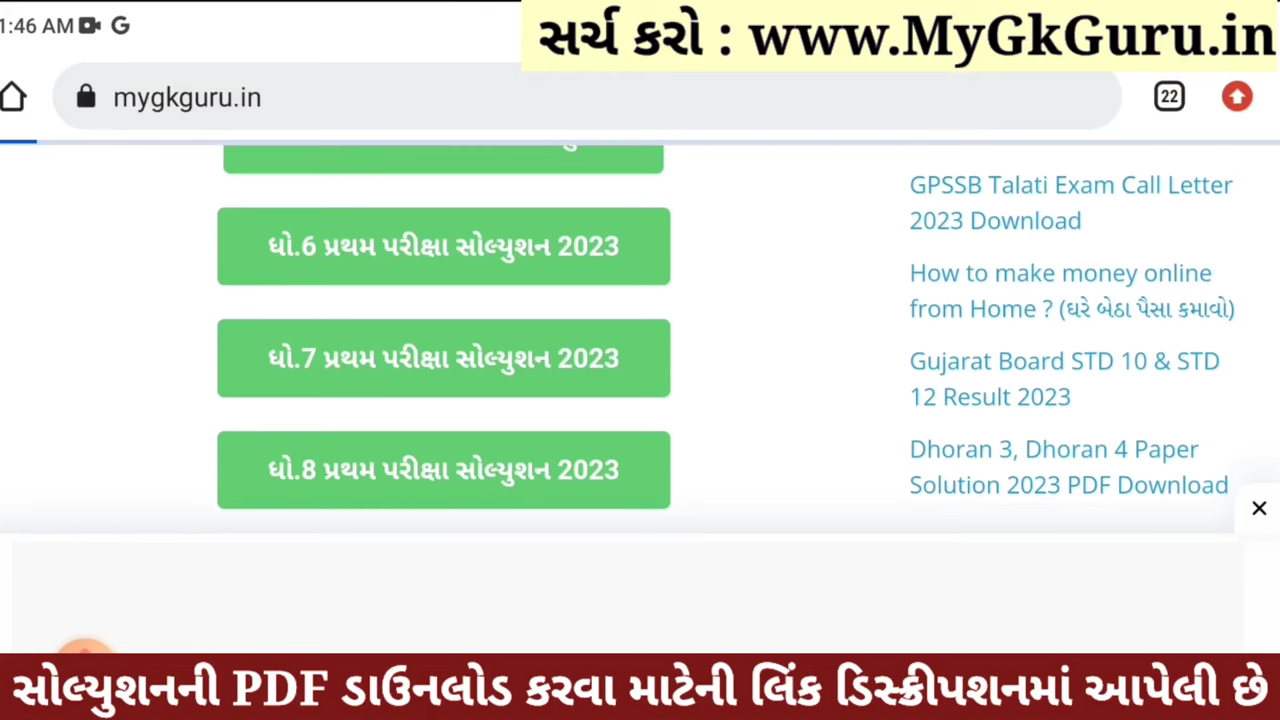 1:46 AM G
સર્ચ કરો : www.MyGkGuru.in
mygkguru.in
22
ધો.6 પ્રથમ પરીક્ષા સોલ્યુશન 2023
ધો.7 પ્રથમ પરીક્ષા સોલ્યુશન 2023
ધો.8 પ્રથમ પરીક્ષા સોલ્યુશન 2023
GPSSB Talati Exam Call Letter
2023 Download
How to make money online
from Home ? (ઘરે બેઠા પૈસા કમાવો)
Gujarat Board STD 10 & STD
12 Result 2023
Dhoran 3, Dhoran 4 Paper
Solution 2023 PDF Download
સોલ્યુશનની PDF ડાઉનલોડ કરવા માટેની લિંક ડિસ્ક્રીપશનમાં આપેલી છે